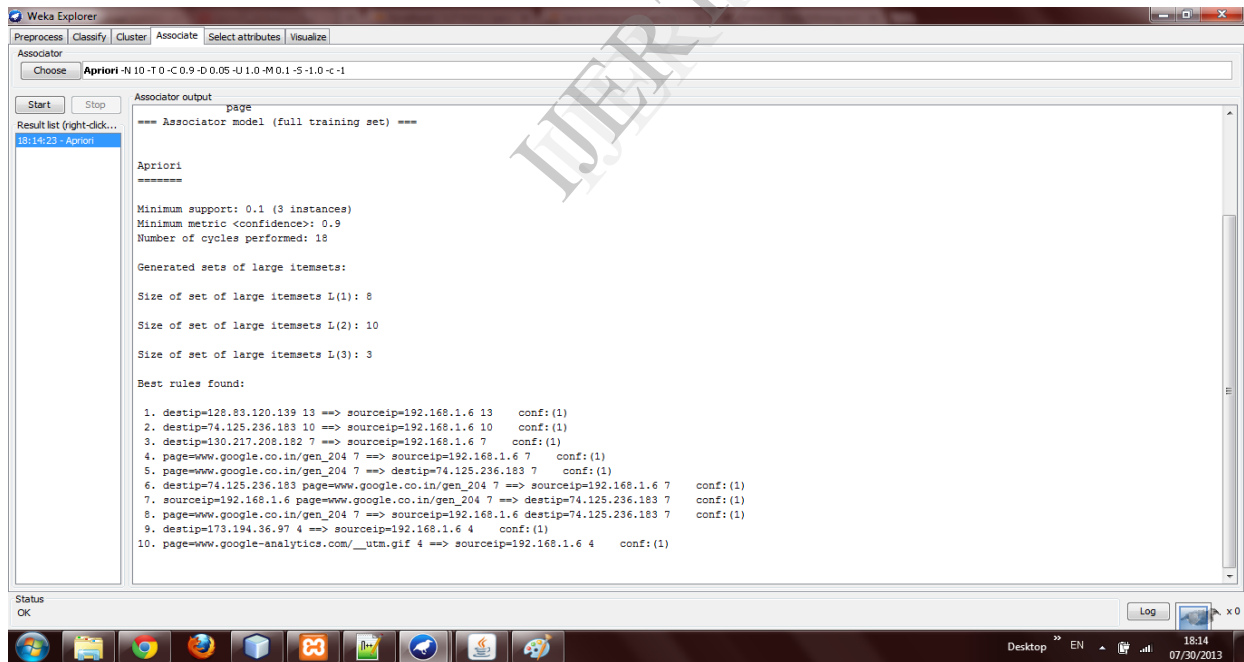 Weka Explorer
Preprocess Classify Cluster Associate Select attributes Visualize
Associator
Choose Apriori -N 10 -T 0 -C 0.9 -D 0.05 -U 1.0 -M 0.1 -S -1.0 -c -1
Start Stop
Result list (right-click...
18:14:23 - Apriori
Associator output
page
=== Associator model (full training set) ===
Apriori
=======
Minimum support: 0.1 (3 instances)
Minimum metric <confidence>: 0.9
Number of cycles performed: 18
Generated sets of large itemsets:
Size of set of large itemsets L(1): 8
Size of set of large itemsets L(2): 10
Size of set of large itemsets L(3): 3
Best rules found:
1. destip=128.83.120.139 13 ==> sourceip=192.168.1.6 13 conf:(1)
2. destip=74.125.236.183 10 ==> sourceip=192.168.1.6 10 conf:(1)
3. destip=130.217.208.182 7 ==> sourceip=192.168.1.6 7 conf:(1)
4. page=www.google.co.in/gen_204 7 ==> sourceip=192.168.1.6 7 conf:(1)
5. page=www.google.co.in/gen_204 7 ==> destip=74.125.236.183 7 conf:(1)
6. destip=74.125.236.183 page=www.google.co.in/gen_204 7 ==> sourceip=192.168.1.6 7 conf:(1)
7. sourceip=192.168.1.6 page=www.google.co.in/gen_204 7 ==> destip=74.125.236.183 7 conf:(1)
8. page=www.google.co.in/gen_204 7 ==> sourceip=192.168.1.6 destip=74.125.236.183 7 conf:(1)
9. destip=173.194.36.97 4 ==> sourceip=192.168.1.6 4 conf:(1)
10. page=www.google-analytics.com/__utm.gif 4 ==> sourceip=192.168.1.6 4 conf:(1)
Status
OK
Log
x 0
Desktop » EN
18:14
07/30/2013
IJERT